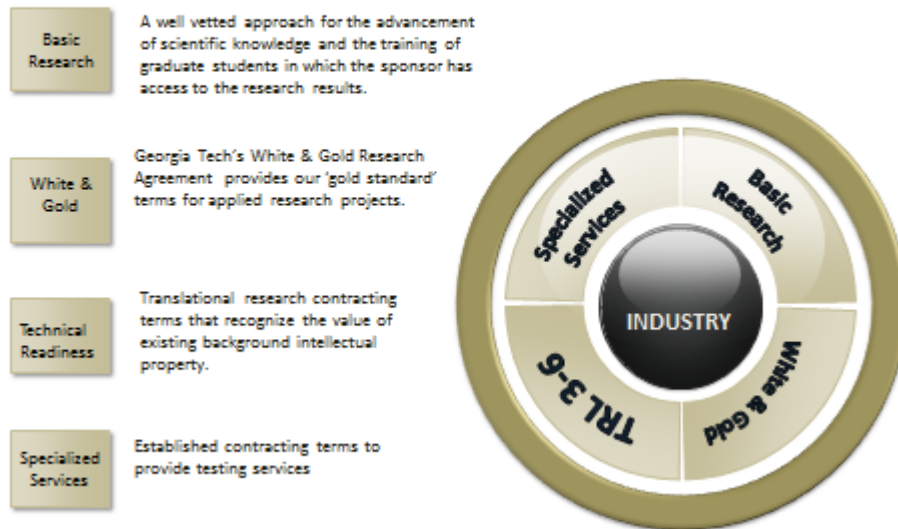 Basic
Research
A well vetted approach for the advancement
of scientific knowledge and the training of
graduate students in which the sponsor has
access to the research results.
White &
Gold
Georgia Tech's White & Gold Research
Agreement provides our 'gold standard'
terms for applied research projects.
Technical
Readiness
Translational research contracting
terms that recognize the value of
existing background intellectual
property.
Specialized
Services
Established contracting terms to
provide testing services
Specialized
Services
Basic
Research
INDUSTRY
TRL 3-6
White & Gold